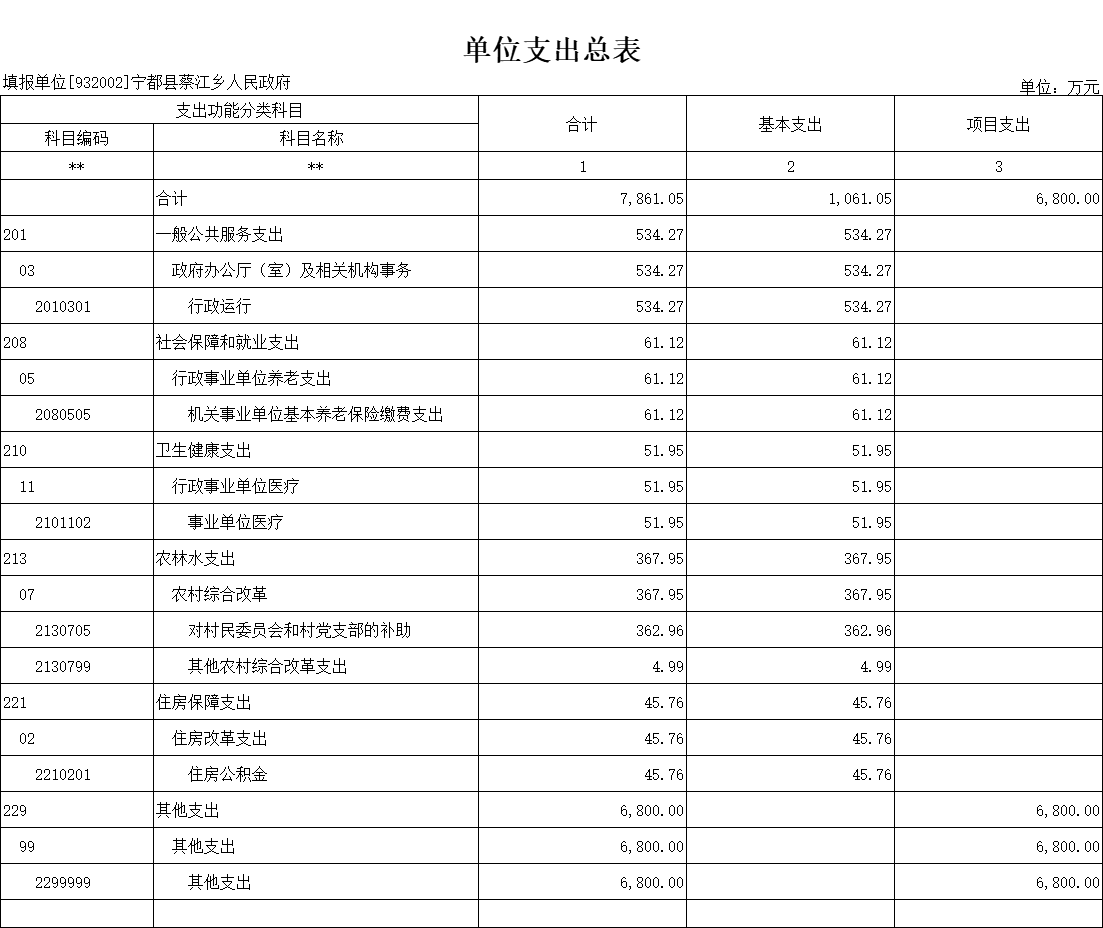 单位支出总表
填报单位[932002]宁都县蔡江乡人民政府
单位：万元
支出功能分类科目 合计 基本支出 项目支出
科目编码 科目名称
** ** 1 2 3
合计 7,861.05 1,061.05 6,800.00
201 一般公共服务支出 534.27 534.27
03 政府办公厅（室）及相关机构事务 534.27 534.27
2010301 行政运行 534.27 534.27
208 社会保障和就业支出 61.12 61.12
05 行政事业单位养老支出 61.12 61.12
2080505 机关事业单位基本养老保险缴费支出 61.12 61.12
210 卫生健康支出 51.95 51.95
11 行政事业单位医疗 51.95 51.95
2101102 事业单位医疗 51.95 51.95
213 农林水支出 367.95 367.95
07 农村综合改革 367.95 367.95
2130705 对村民委员会和村党支部的补助 362.96 362.96
2130799 其他农村综合改革支出 4.99 4.99
221 住房保障支出 45.76 45.76
02 住房改革支出 45.76 45.76
2210201 住房公积金 45.76 45.76
229 其他支出 6,800.00 6,800.00
99 其他支出 6,800.00 6,800.00
2299999 其他支出 6,800.00 6,800.00